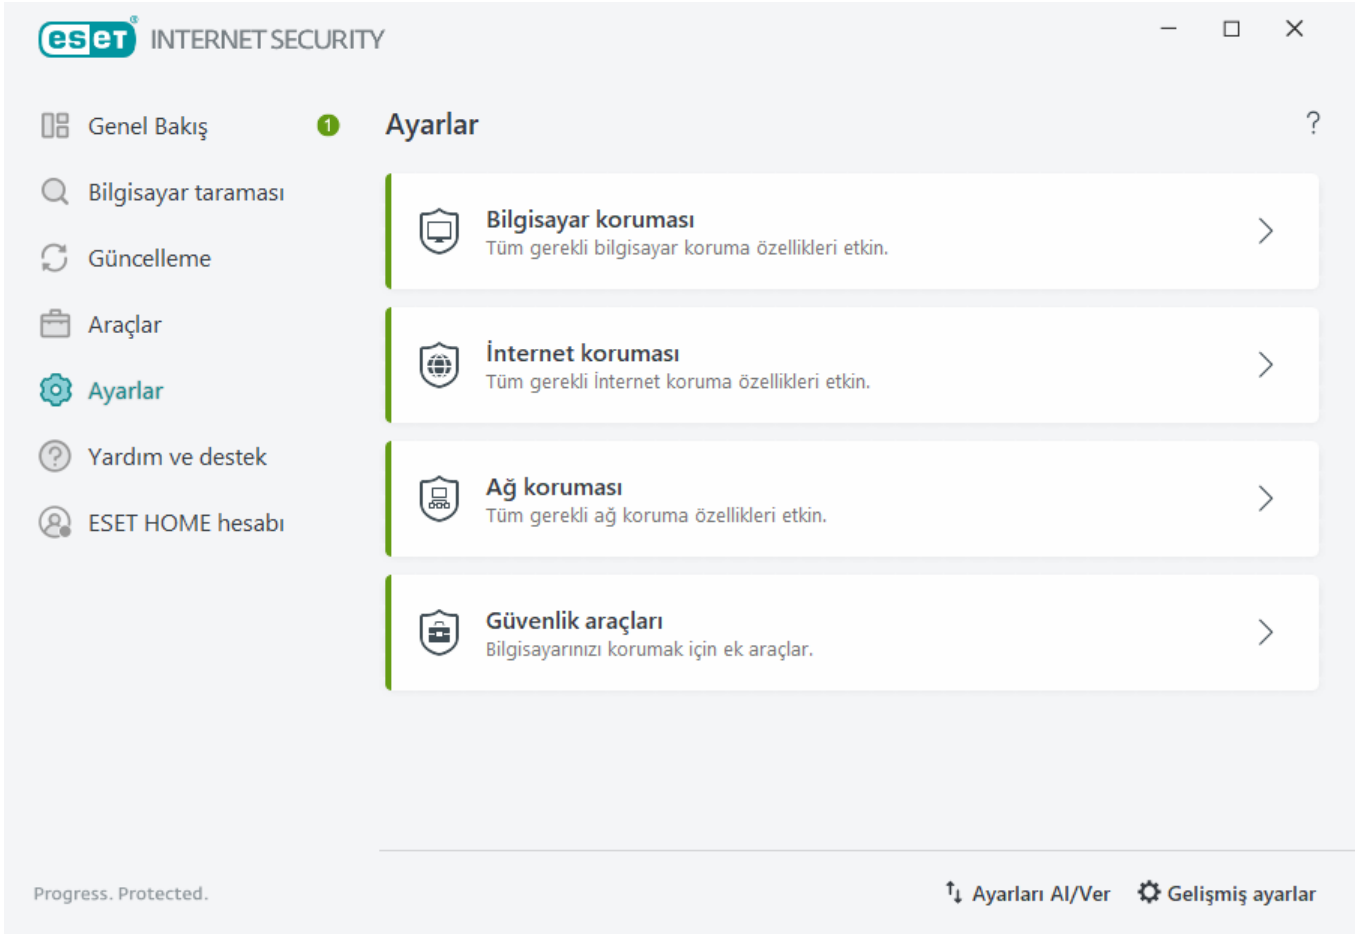 eset® INTERNET SECURITY
Genel Bakış 1
Bilgisayar taraması
Güncelleme
Araçlar
Ayarlar
Yardım ve destek
ESET HOME hesabı
Ayarlar ?
Bilgisayar koruması
Tüm gerekli bilgisayar koruma özellikleri etkin.
İnternet koruması
Tüm gerekli İnternet koruma özellikleri etkin.
Ağ koruması
Tüm gerekli ağ koruma özellikleri etkin.
Güvenlik araçları
Bilgisayarınızı korumak için ek araçlar.
Progress. Protected.
Ayarları Al/Ver Gelişmiş ayarlar